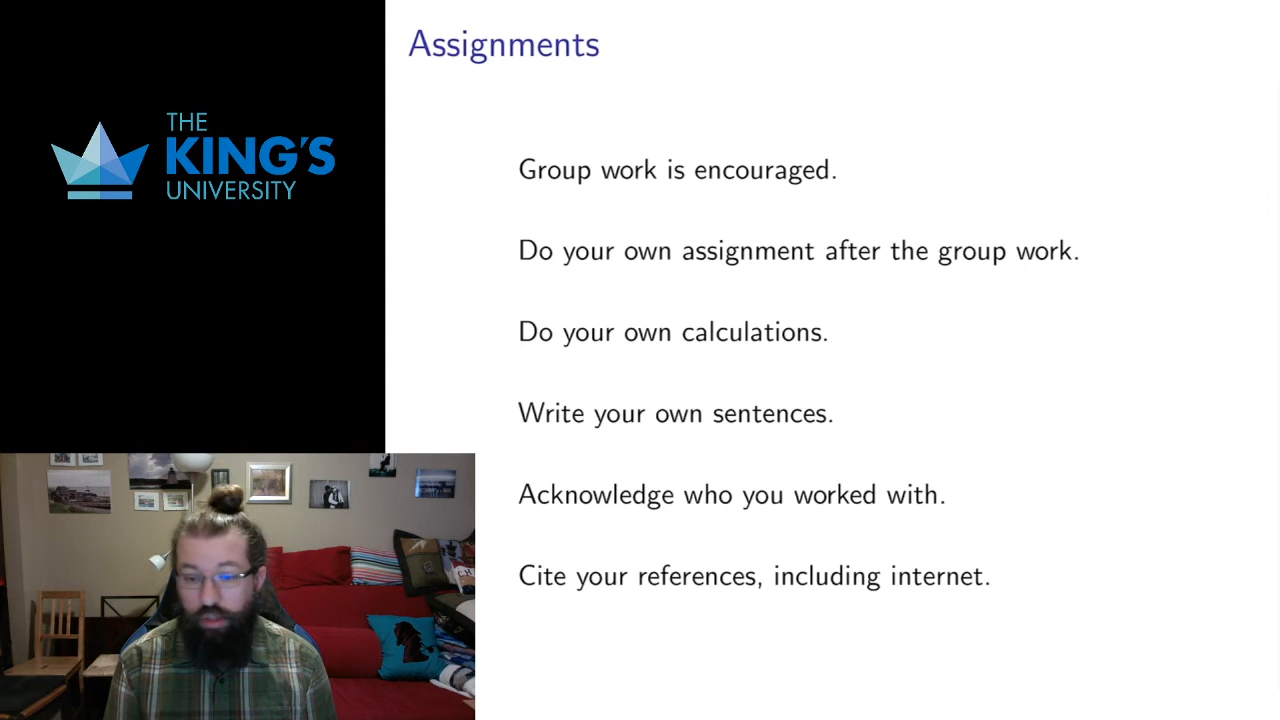 THE
KING'S
UNIVERSITY
Assignments
Group work is encouraged.
Do your own assignment after the group work.
Do your own calculations.
Write your own sentences.
Acknowledge who you worked with.
Cite your references, including internet.